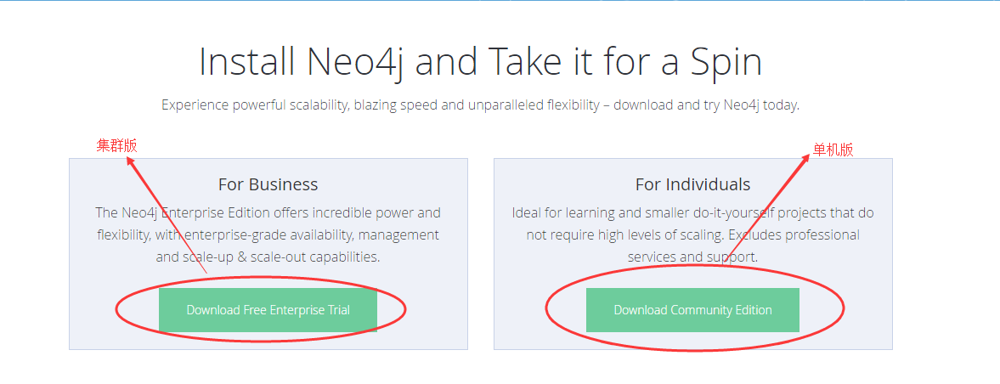 Install Neo4j and Take it for a Spin
Experience powerful scalability, blazing speed and unparalleled flexibility – download and try Neo4j today.
集群版
For Business
The Neo4j Enterprise Edition offers incredible power and
flexibility, with enterprise-grade availability, management
and scale-up & scale-out capabilities.
Download Free Enterprise Trial
单机版
For Individuals
Ideal for learning and smaller do-it-yourself projects that do
not require high levels of scaling. Excludes professional
services and support.
Download Community Edition